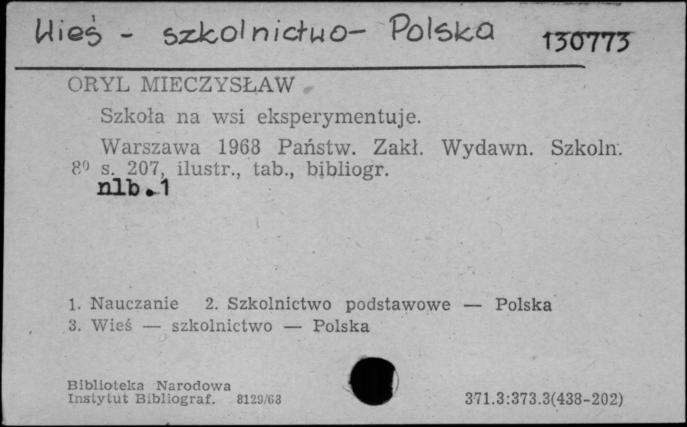 Wieś - szkolnictwo - Polska 130773
ORYL MIECZYSŁAW
Szkoła na wsi eksperymentuje.
Warszawa 1968 Państw. Zakł. Wydawn. Szkoln.
8⁰ s. 207, ilustr., tab., bibliogr.
nlb.1
1. Nauczanie 2. Szkolnictwo podstawowe — Polska
3. Wieś — szkolnictwo — Polska
Biblioteka Narodowa
Instytut Bibliograf. 8129/68
371.3:373.3(438-202)